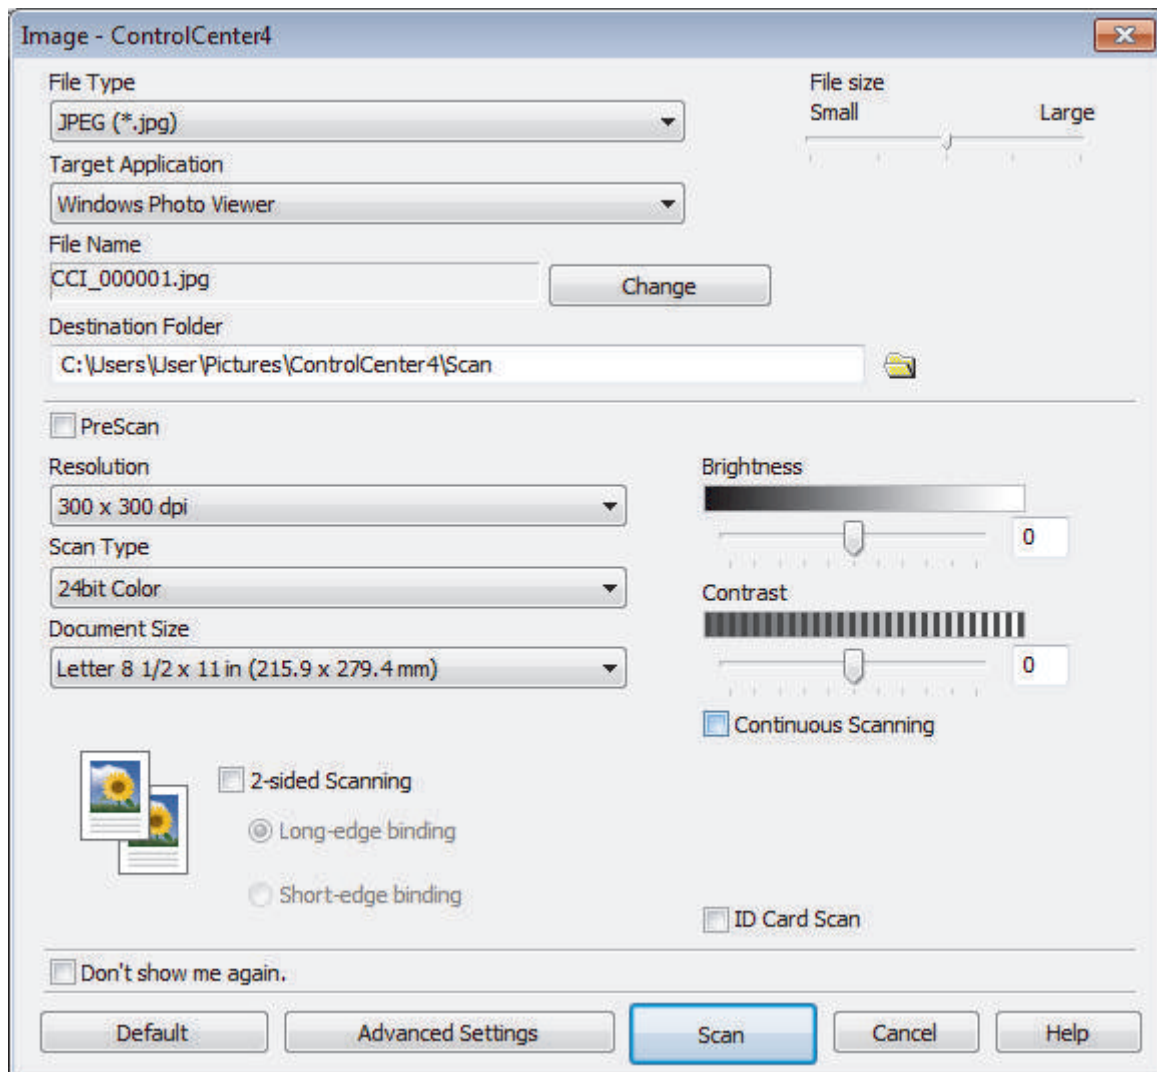 Image - ControlCenter4
File Type
File size
JPEG (*.jpg)
Small Large
Target Application
Windows Photo Viewer
File Name
CCI_000001.jpg
Change
Destination Folder
C:\Users\User\Pictures\ControlCenter4\Scan
PreScan
Resolution
Brightness
300 x 300 dpi
0
Scan Type
24bit Color
Contrast
Document Size
Letter 8 1/2 x 11 in (215.9 x 279.4 mm)
0
Continuous Scanning
2-sided Scanning
Long-edge binding
Short-edge binding
ID Card Scan
Don't show me again.
Default Advanced Settings Scan Cancel Help